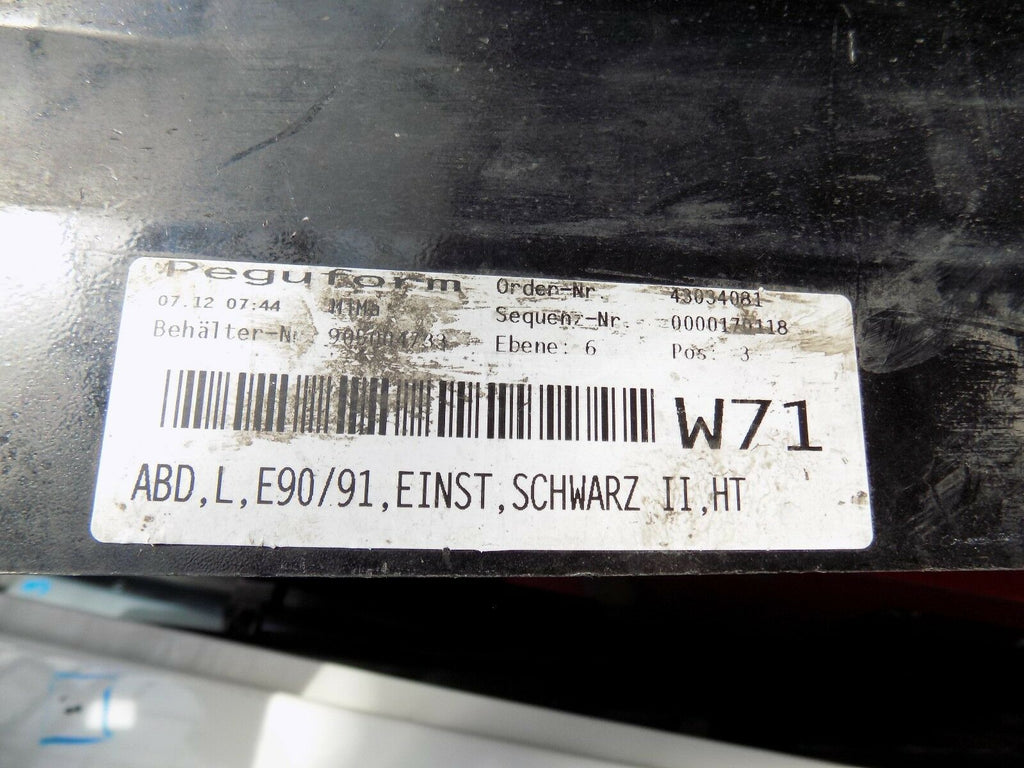 Peguform
07.12 07:44
Order-Nr 43034081
Sequenz-Nr. 0000170118
Behälter-Nr
Ebene: 6 Pos: 3
W71
ABD,L,E90/91,EINST,SCHWARZ II,HT